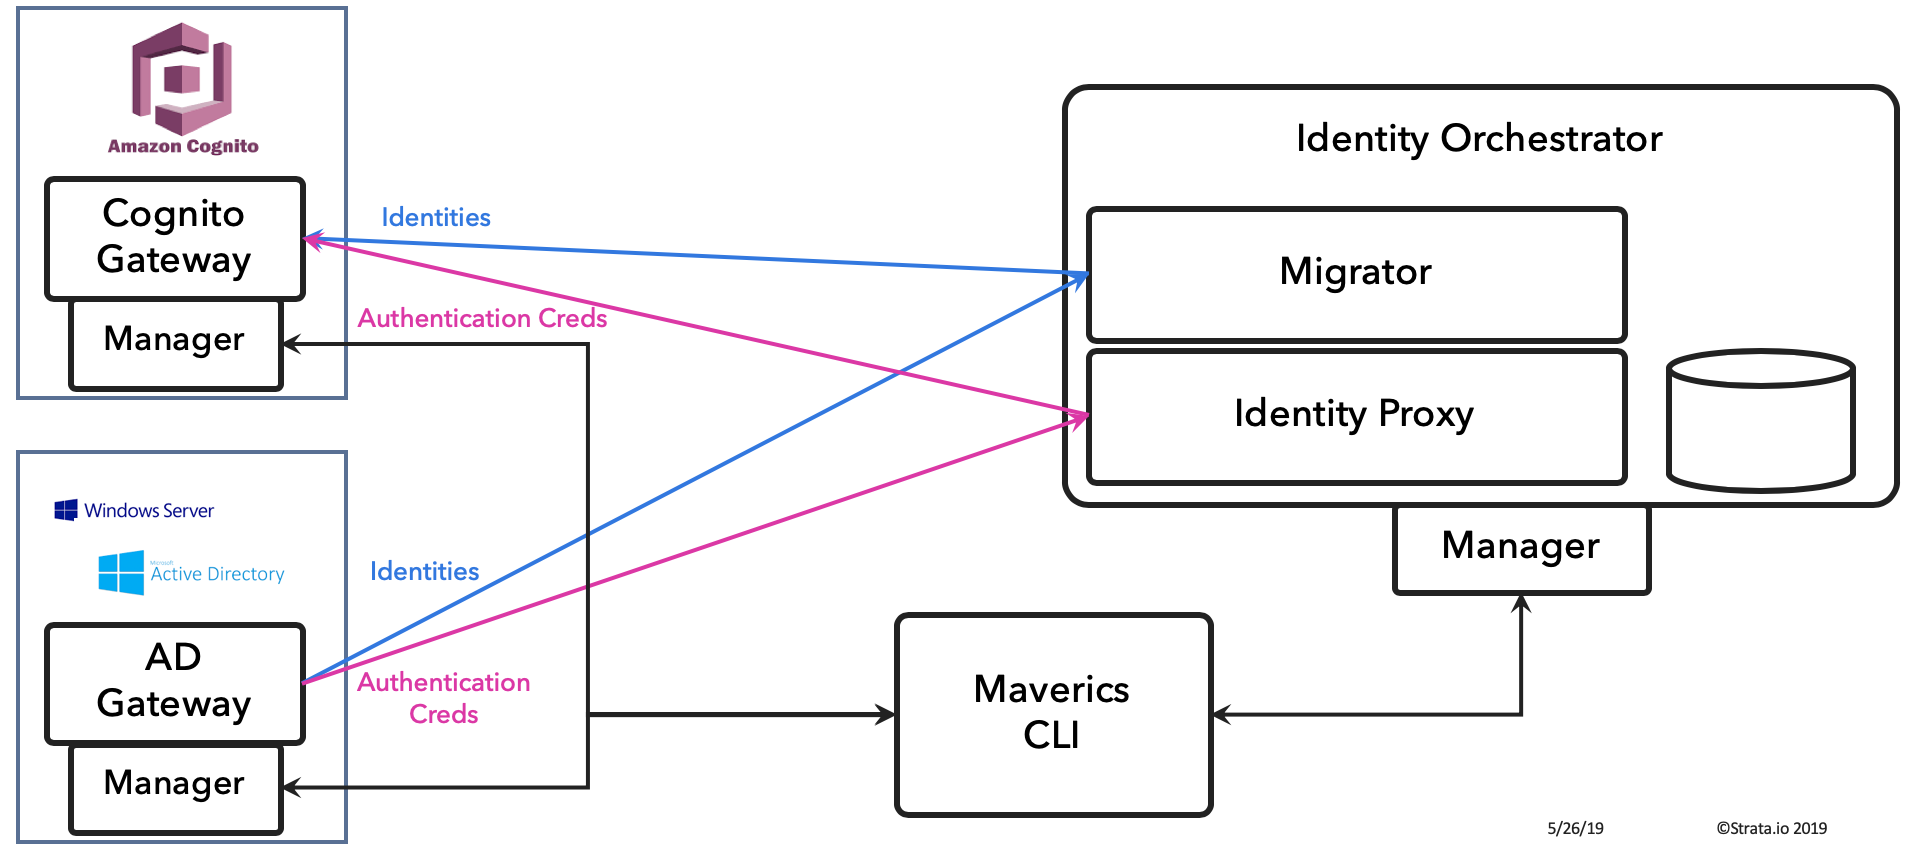 Amazon Cognito
Cognito
Gateway
Manager
Identities
Authentication Creds
Identity Orchestrator
Migrator
Identity Proxy
Manager
Windows Server
Microsoft
Active Directory
AD
Gateway
Manager
Identities
Authentication
Creds
Maverics
CLI
5/26/19
©Strata.io 2019